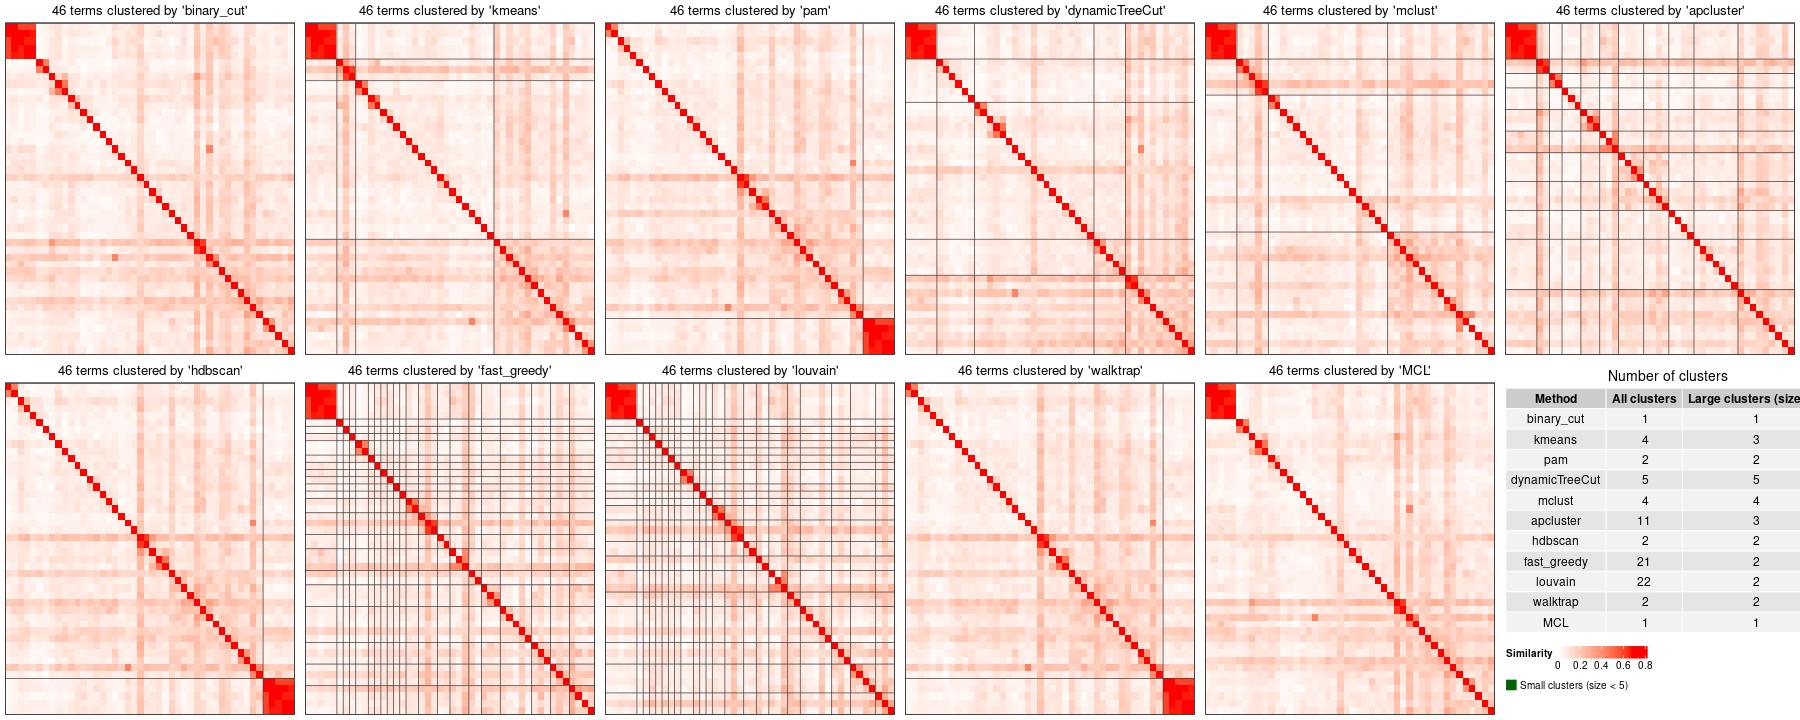 46 terms clustered by 'binary_cut'
46 terms clustered by 'kmeans'
46 terms clustered by 'pam'
46 terms clustered by 'dynamicTreeCut'
46 terms clustered by 'mclust'
46 terms clustered by 'apcluster'
46 terms clustered by 'hdbscan'
46 terms clustered by 'fast_greedy'
46 terms clustered by 'louvain'
46 terms clustered by 'walktrap'
46 terms clustered by 'MCL'
Number of clusters
Method All clusters Large clusters (size
binary_cut 1 1
kmeans 4 3
pam 2 2
dynamicTreeCut 5 5
mclust 4 4
apcluster 11 3
hdbscan 2 2
fast_greedy 21 2
louvain 22 2
walktrap 2 2
MCL 1 1
Similarity
0 0.2 0.4 0.6 0.8
Small clusters (size < 5)